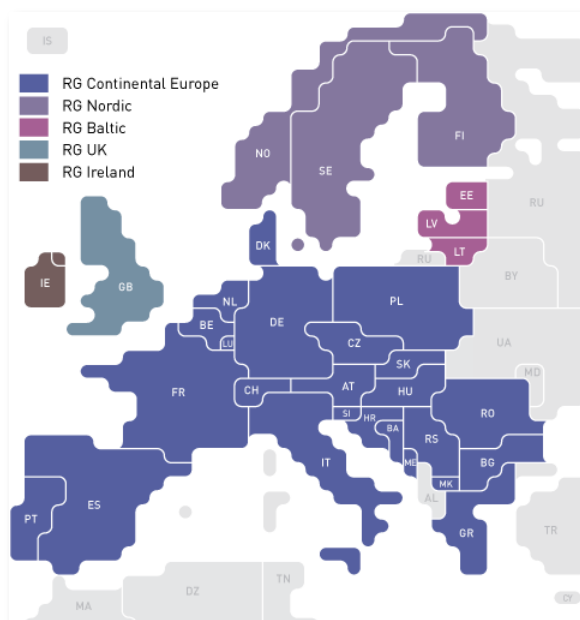 IS
RG Continental Europe
RG Nordic
RG Baltic
RG UK
RG Ireland
NO
SE
FI
RU
EE
LV
LT
RU
BY
DK
IE
GB
NL
BE
LU
DE
PL
CZ
SK
UA
MD
FR
CH
AT
HU
SI
HR
BA
RS
RO
IT
ME
MK
BG
AL
PT
ES
GR
TR
MA
DZ
TN
CY